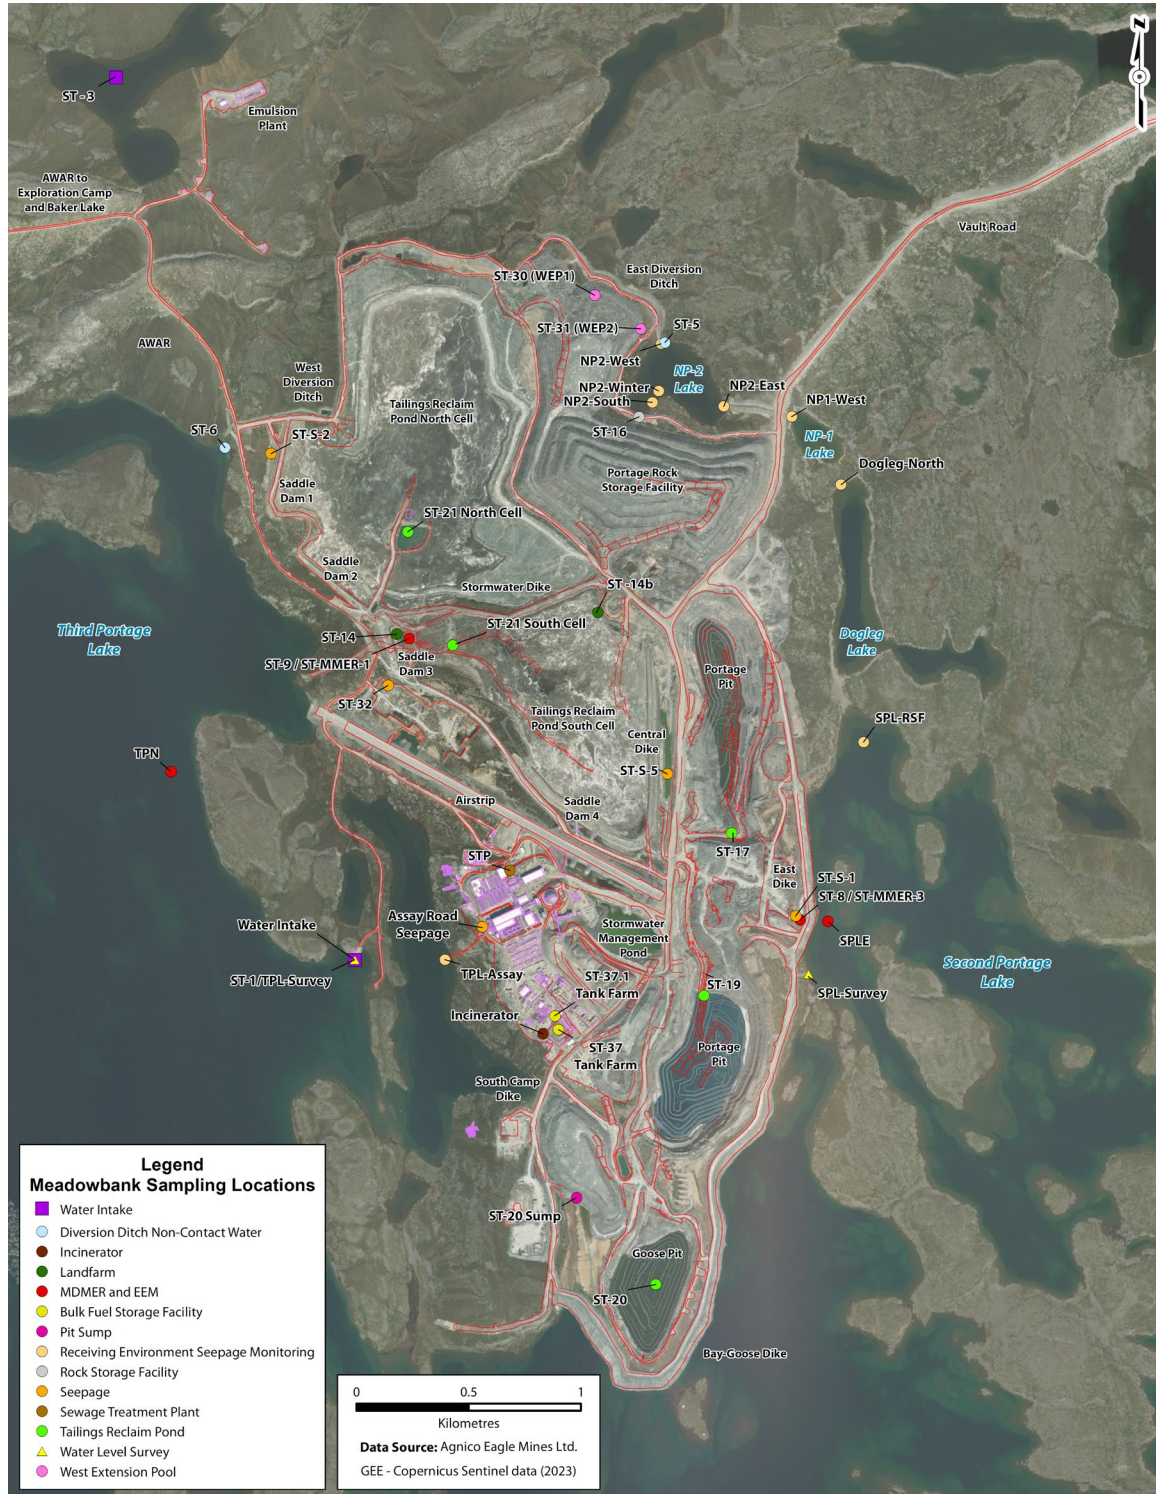 N
ST - 3
Emulsion
Plant
AWAR to
Exploration Camp
and Baker Lake
Vault Road
ST-30 (WEP1)
East Diversion
Ditch
ST-31 (WEP2)
ST-5
AWAR
NP2-West
West
Diversion
Ditch
NP-2
Lake
NP2-Winter
NP2-East
NP2-South
NP1-West
Tailings Reclaim
Pond North Cell
ST-6
ST-S-2
ST-16
NP-1
Lake
Dogleg-North
Portage Rock
Storage Facility
Saddle
Dam 1
ST-21 North Cell
Saddle
Dam 2
Stormwater Dike
ST -14b
Third Portage
Lake
ST-14
ST-21 South Cell
Dogleg
Lake
ST-9 / ST-MMER-1
Saddle
Dam 3
Portage
Pit
ST-32
Tailings Reclaim
Pond South Cell
SPL-RSF
Central
Dike
TPN
ST-S-5
Airstrip
Saddle
Dam 4
STP
ST-17
East
Dike
ST-S-1
ST-8 / ST-MMER-3
Assay Road
Seepage
Water Intake
Stormwater
Management
Pond
SPLE
Second Portage
Lake
TPL-Assay
ST-1/TPL-Survey
ST-37.1
Tank Farm
ST-19
SPL-Survey
Incinerator
ST-37
Tank Farm
Portage
Pit
South Camp
Dike
ST-20 Sump
Goose Pit
ST-20
Bay-Goose Dike
Legend
Meadowbank Sampling Locations
Water Intake
Diversion Ditch Non-Contact Water
Incinerator
Landfarm
MDMER and EEM
Bulk Fuel Storage Facility
Pit Sump
Receiving Environment Seepage Monitoring
Rock Storage Facility
Seepage
Sewage Treatment Plant
Tailings Reclaim Pond
Water Level Survey
West Extension Pool
0 0.5 1
Kilometres
Data Source: Agnico Eagle Mines Ltd.
GEE - Copernicus Sentinel data (2023)